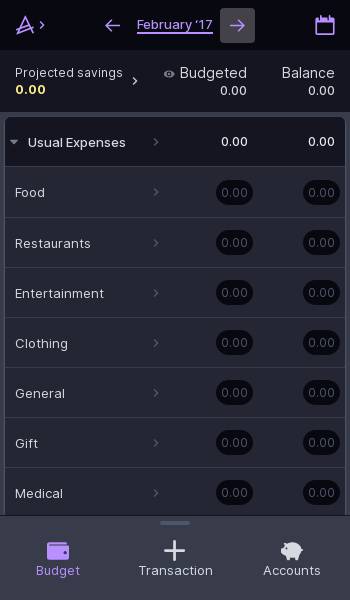 February ‘17
Projected savings
0.00
Budgeted
0.00
Balance
0.00
Usual Expenses 0.00 0.00
Food 0.00 0.00
Restaurants 0.00 0.00
Entertainment 0.00 0.00
Clothing 0.00 0.00
General 0.00 0.00
Gift 0.00 0.00
Medical 0.00 0.00
Budget
Transaction
Accounts